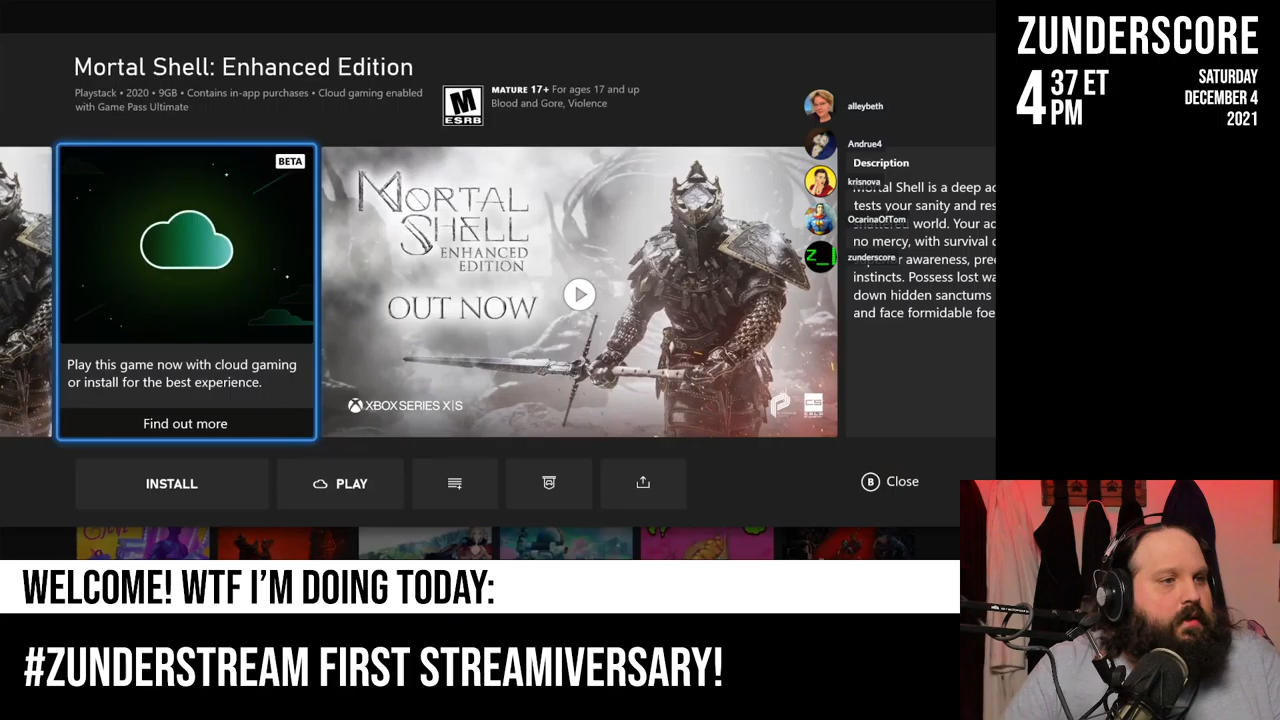 ZUNDERSCORE
4 37 ET
PM
SATURDAY
DECEMBER 4
2021
Mortal Shell: Enhanced Edition
Playstack • 2020 • 9GB • Contains in-app purchases • Cloud gaming enabled
with Game Pass Ultimate
MATURE 17+ For ages 17 and up
Blood and Gore, Violence
M
ESRB
alleybeth
Andrue4
krisnova
OcarinaOfTom
zunderscore
z_
BETA
Play this game now with cloud gaming
or install for the best experience.
Find out more
MORTAL
SHELL
ENHANCED
EDITION
OUT NOW
XBOX SERIES X|S
Description
Mortal Shell is a deep ac
tests your sanity and res
world. Your ac
no mercy, with survival
awareness, pre
instincts. Possess lost wa
down hidden sanctums
and face formidable foe
INSTALL
PLAY
B Close
WELCOME! WTF I'M DOING TODAY:
#ZUNDERSTREAM FIRST STREAMIVERSARY!